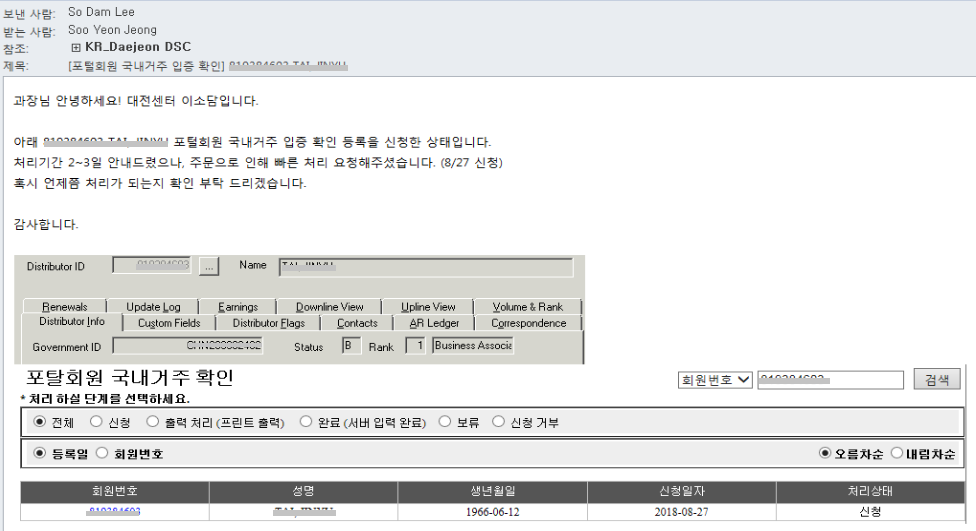 보낸 사람: So Dam Lee
받는 사람: Soo Yeon Jeong
참조: KR_Daejeon DSC
제목: [포털회원 국내거주 입증 확인]
과장님 안녕하세요! 대전센터 이소담입니다.
아래 포털회원 국내거주 입증 확인 등록을 신청한 상태입니다.
처리기간 2~3일 안내드렸으나, 주문으로 인해 빠른 처리 요청해주셨습니다. (8/27 신청)
혹시 언제쯤 처리가 되는지 확인 부탁 드리겠습니다.
감사합니다.
Distributor ID ... Name
Renewals Update Log Earnings Downline View Upline View Volume & Rank
Distributor Info Custom Fields Distributor Flags Contacts AR Ledger Correspondence
Government ID Status B Rank 1 Business Associa
포탈회원 국내거주 확인 회원번호 검색
* 처리 하실 단계를 선택하세요.
전체 신청 출력 처리 (프린트 출력) 완료 (서버 입력 완료) 보류 신청 거부
등록일 회원번호 오름차순 내림차순
회원번호 성명 생년월일 신청일자 처리상태
1966-06-12 2018-08-27 신청